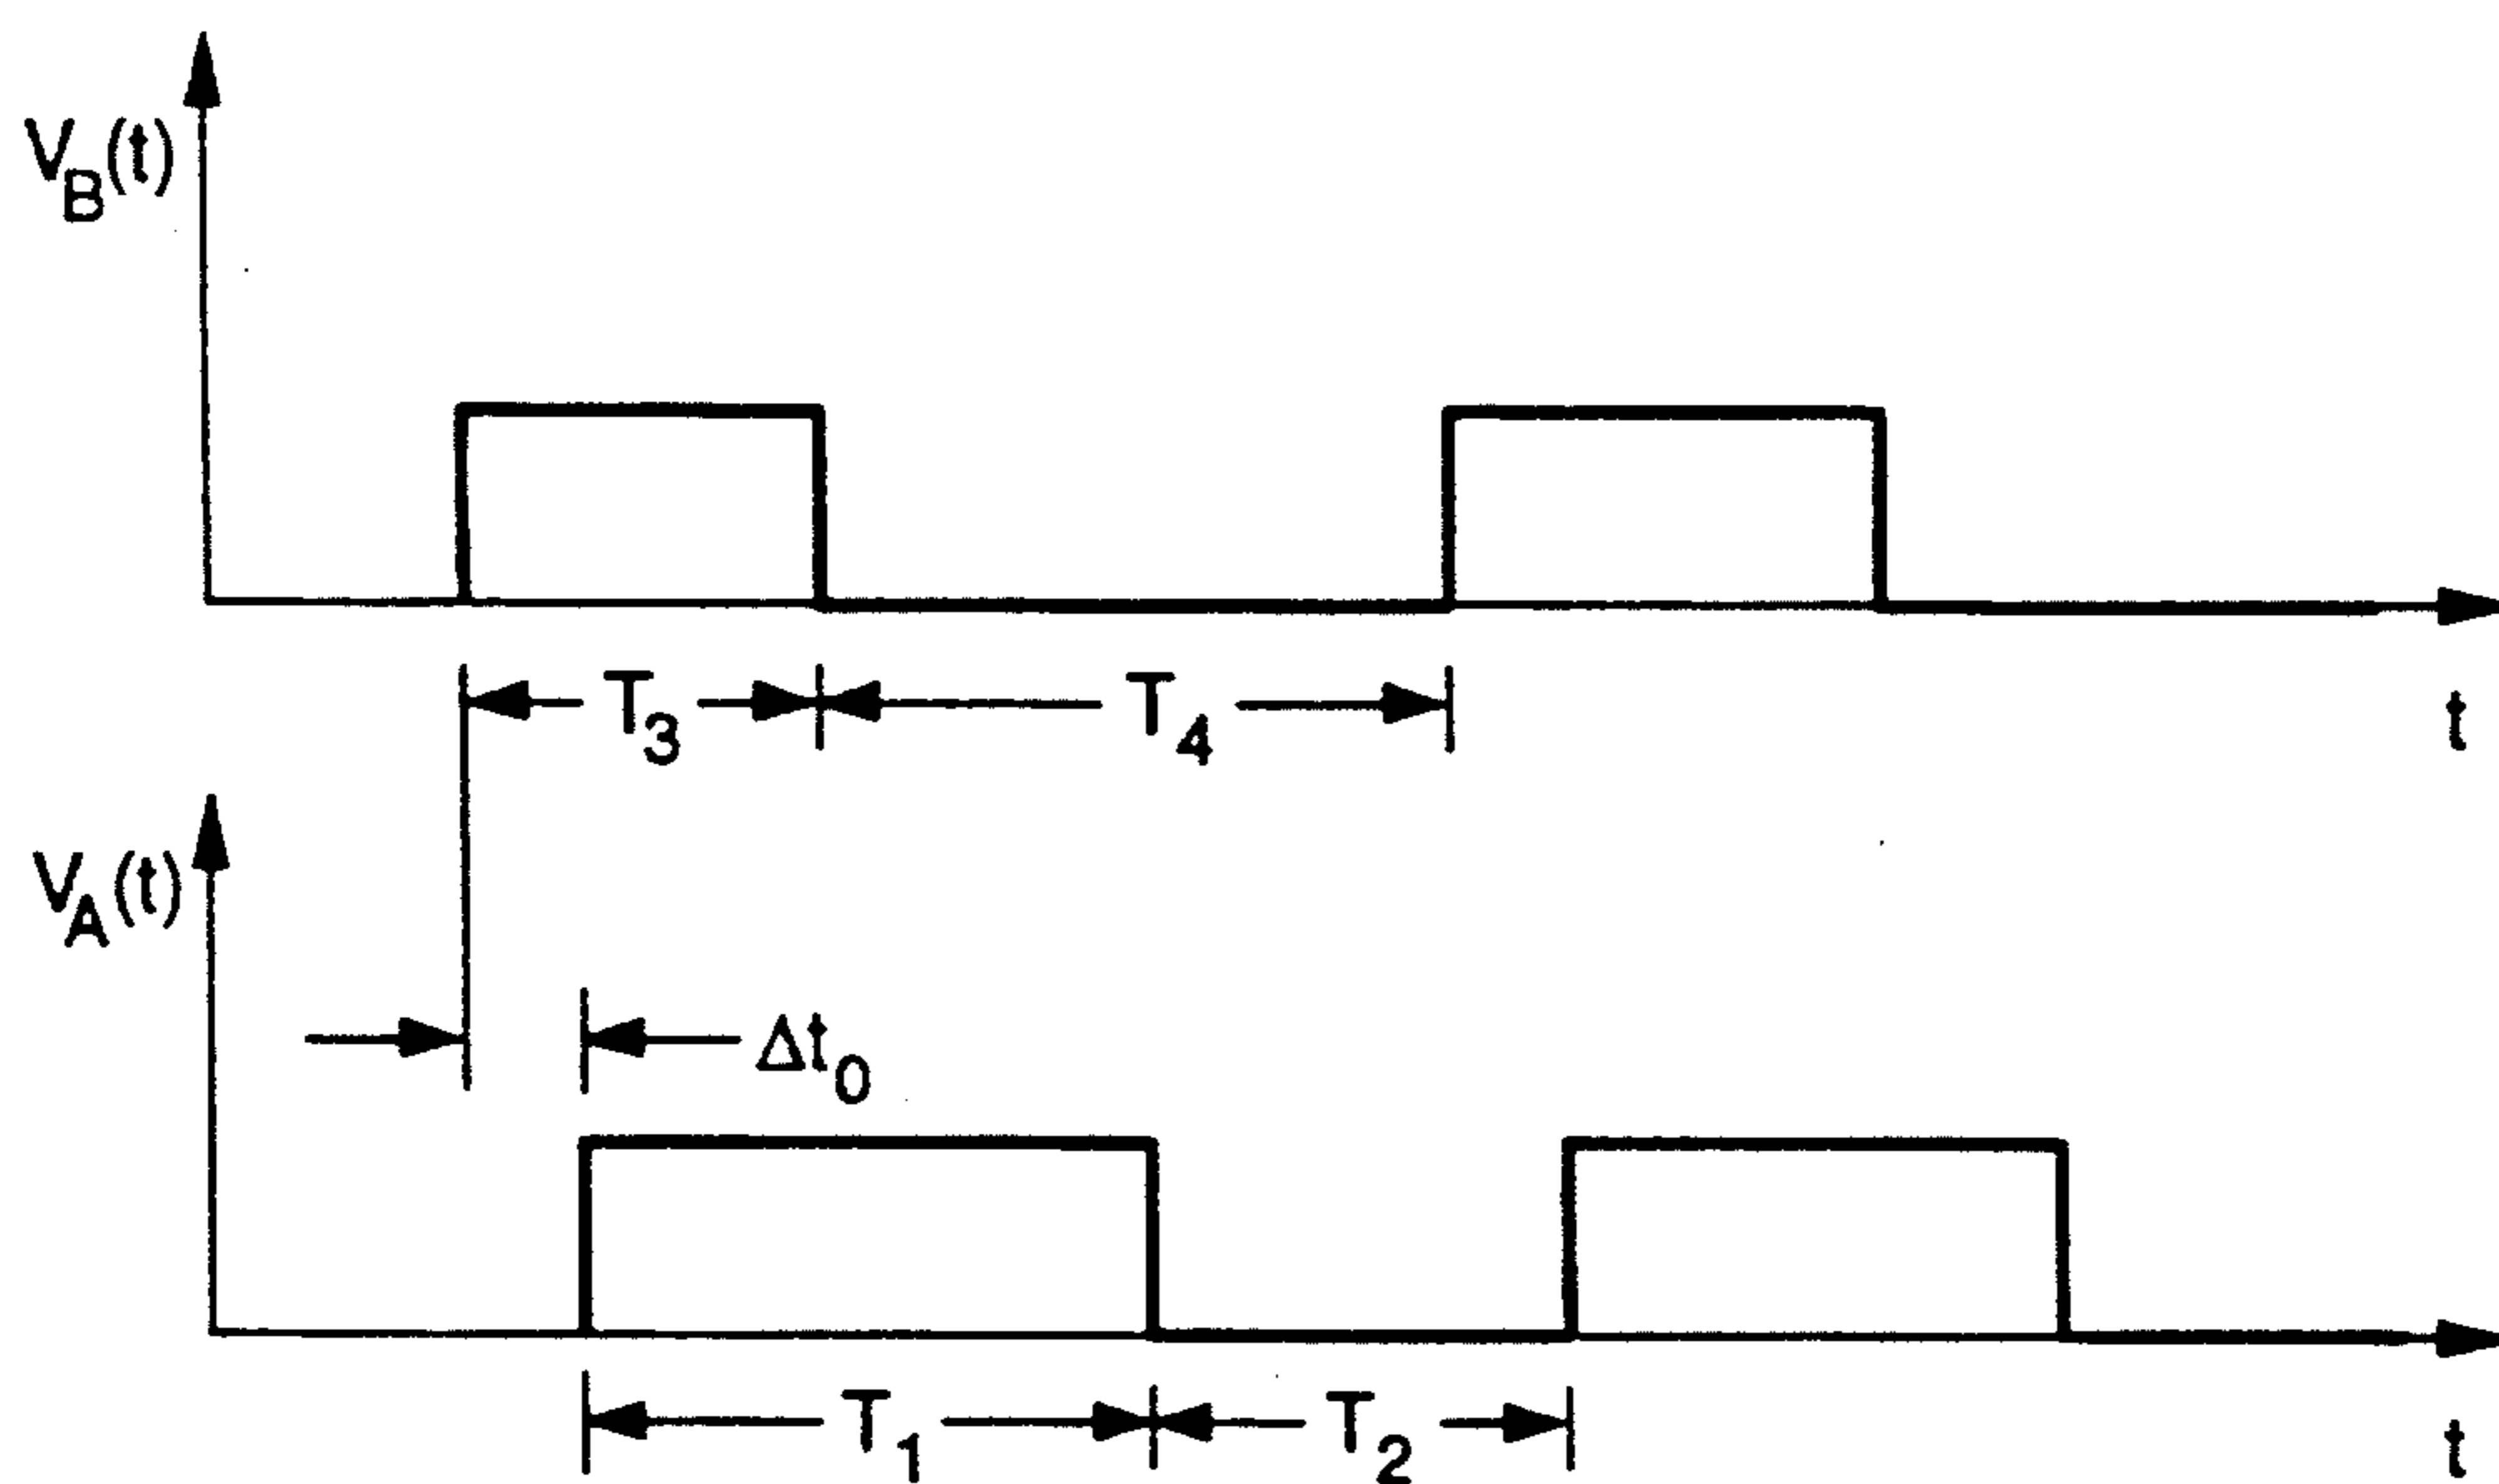 V_B(t)
T_3
T_4
t
V_A(t)
Δt_0
T_1
T_2
t